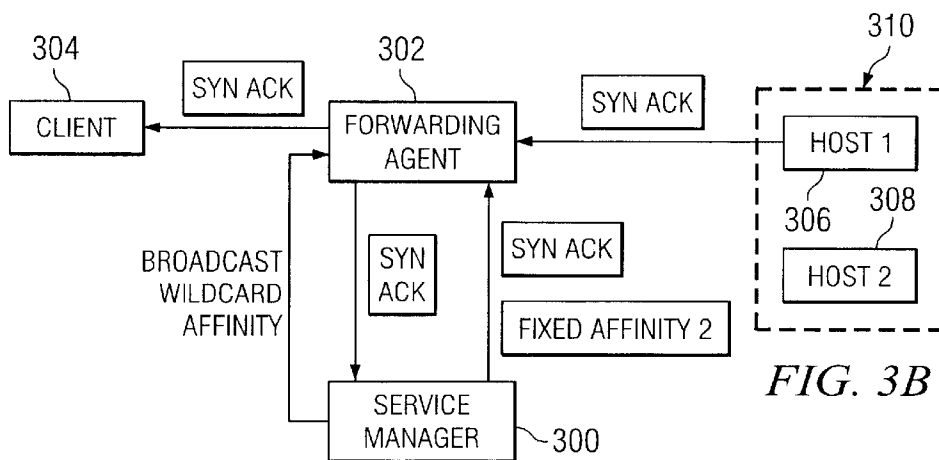 304
302
310
SYN ACK
SYN ACK
CLIENT
FORWARDING
AGENT
HOST 1
306
308
HOST 2
BROADCAST
WILDCARD
AFFINITY
SYN
ACK
SYN ACK
FIXED AFFINITY 2
FIG. 3B
SERVICE
MANAGER
300